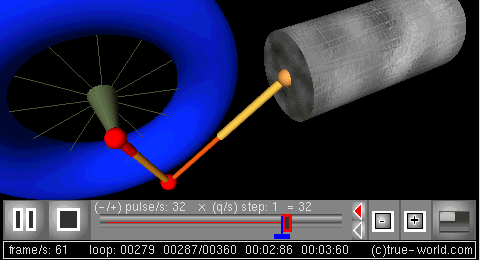 (−/+) pulse/s: 32 × (q/s) step: 1 = 32
frame/s: 61 loop: 00279 00287/00360 00:02:86 00:03:60 (c)true-world.com